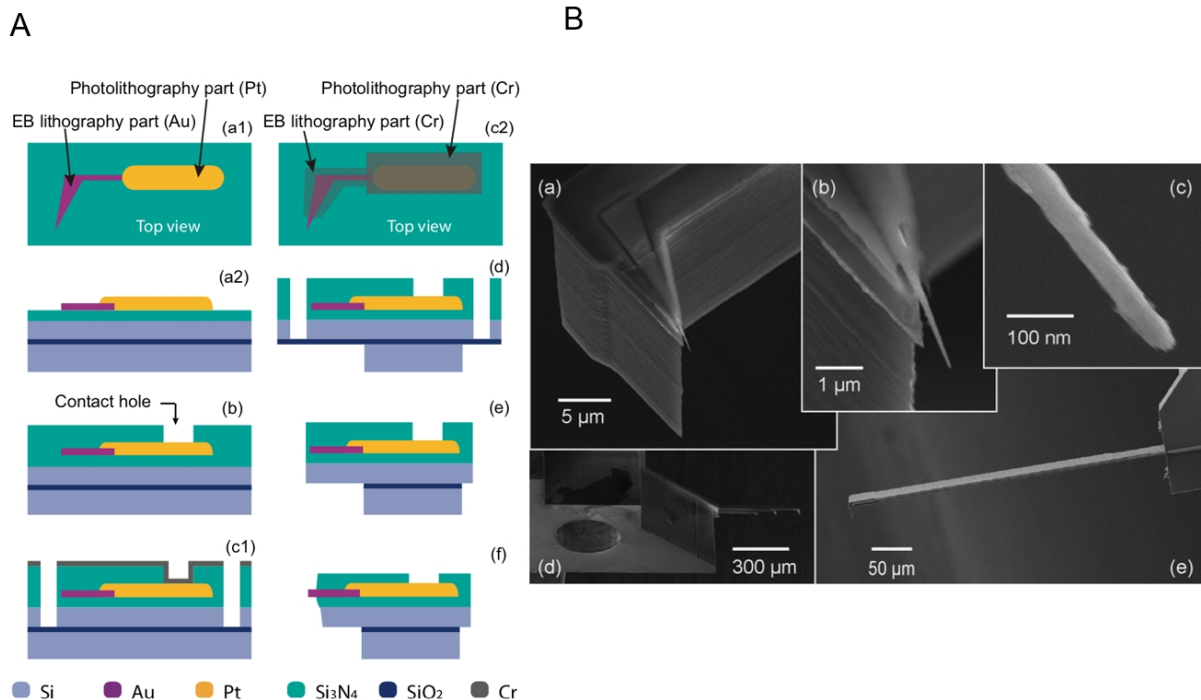 A
B
Photolithography part (Pt)
EB lithography part (Au)
(a1)
Top view
Photolithography part (Cr)
EB lithography part (Cr)
(c2)
Top view
(a2)
(d)
Contact hole
(b)
(e)
(c1)
(f)
Si
Au
Pt
Si₃N₄
SiO₂
Cr
(a)
5 µm
(b)
1 µm
(c)
100 nm
(d)
300 µm
50 µm
(e)